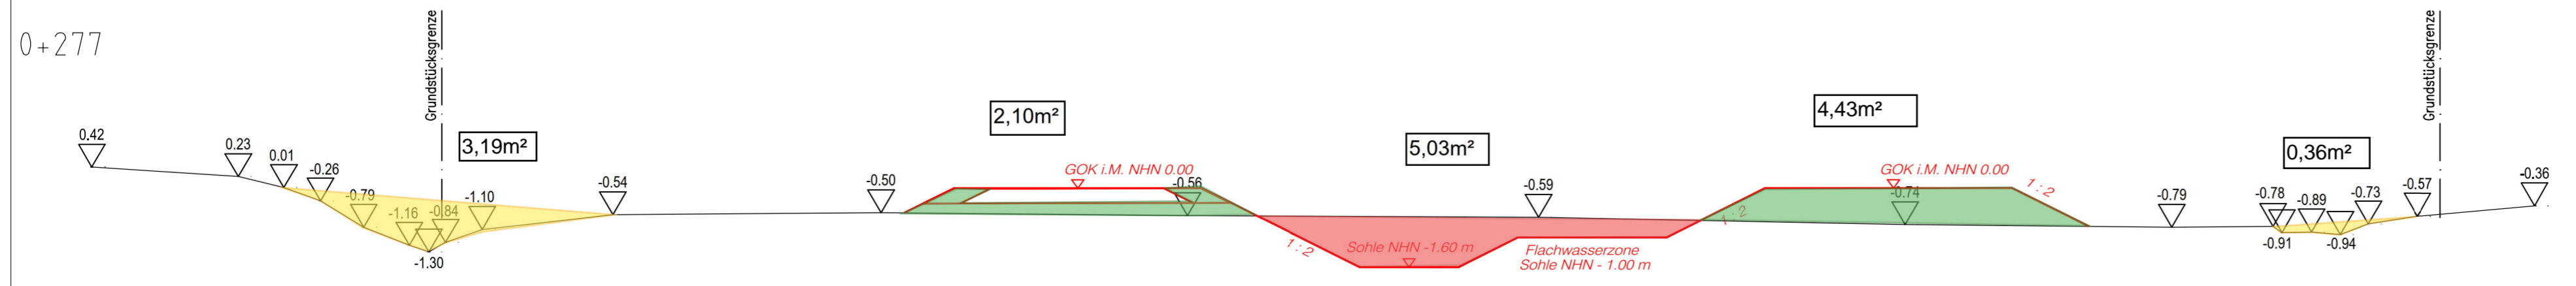 0+277
Grundstücksgrenze
Grundstücksgrenze
0.42
0.23
0.01
-0.26
-0.79
-1.16
-1.30
-0.84
-1.10
3,19m²
-0.54
-0.50
2,10m²
GOK i.M. NHN 0.00
-0.56
1:2
5,03m²
Sohle NHN -1.60 m
-0.59
Flachwasserzone
Sohle NHN - 1.00 m
1:2
4,43m²
GOK i.M. NHN 0.00
-0.74
1:2
-0.79
0,36m²
-0.78
-0.91
-0.89
-0.94
-0.73
-0.57
-0.36